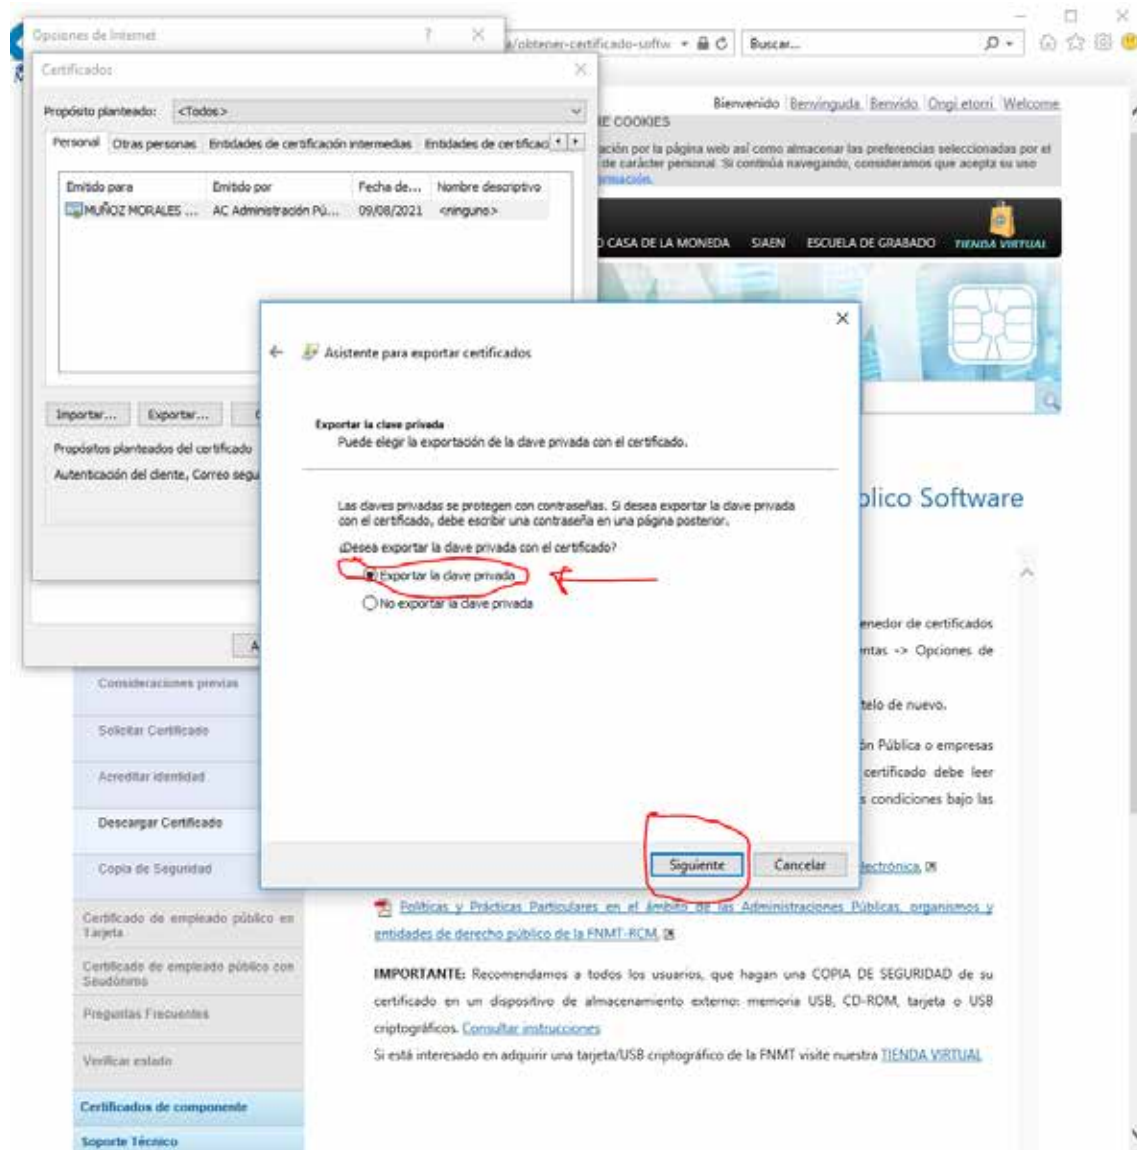 Opciones de Internet ? ×
/obtener-certificado-softw
Buscar...
Certificados
Propósito planteado: <Todos>
Personal Otras personas Entidades de certificación intermedias Entidades de certificac
Emitido para Emitido por Fecha de... Nombre descriptivo
MUÑOZ MORALES ... AC Administración Pú... 09/08/2021 <ninguno>
Importar... Exportar...
Propósitos planteados del certificado
Autenticación del cliente, Correo segu
Bienvenido Benvinguda Benvido Ongi etorri Welcome
E COOKIES
ación por la página web así como almacenar las preferencias seleccionadas por el
de carácter personal. Si continúa navegando, consideramos que acepta su uso
ormación.
O CASA DE LA MONEDA SIAEN ESCUELA DE GRABADO TIENDA VIRTUAL
Asistente para exportar certificados
Exportar la clave privada
Puede elegir la exportación de la clave privada con el certificado.
Las claves privadas se protegen con contraseñas. Si desea exportar la clave privada
con el certificado, debe escribir una contraseña en una página posterior.
¿Desea exportar la clave privada con el certificado?
Exportar la clave privada
No exportar la clave privada
Siguiente Cancelar
blico Software
enedor de certificados
ntas -> Opciones de
telo de nuevo.
ón Pública o empresas
certificado debe leer
s condiciones bajo las
lectrónica.
Consideraciones previas
Solicitar Certificado
Acreditar identidad
Descargar Certificado
Copia de Seguridad
Certificado de empleado público en
Tarjeta
Certificado de empleado público con
Seudónimo
Preguntas Frecuentes
Verificar estado
Certificados de componente
Soporte Técnico
Políticas y Prácticas Particulares en el ámbito de las Administraciones Públicas, organismos y
entidades de derecho público de la FNMT-RCM.
IMPORTANTE: Recomendamos a todos los usuarios, que hagan una COPIA DE SEGURIDAD de su
certificado en un dispositivo de almacenamiento externo: memoria USB, CD-ROM, tarjeta o USB
criptográficos. Consultar instrucciones
Si está interesado en adquirir una tarjeta/USB criptográfico de la FNMT visite nuestra TIENDA VIRTUAL